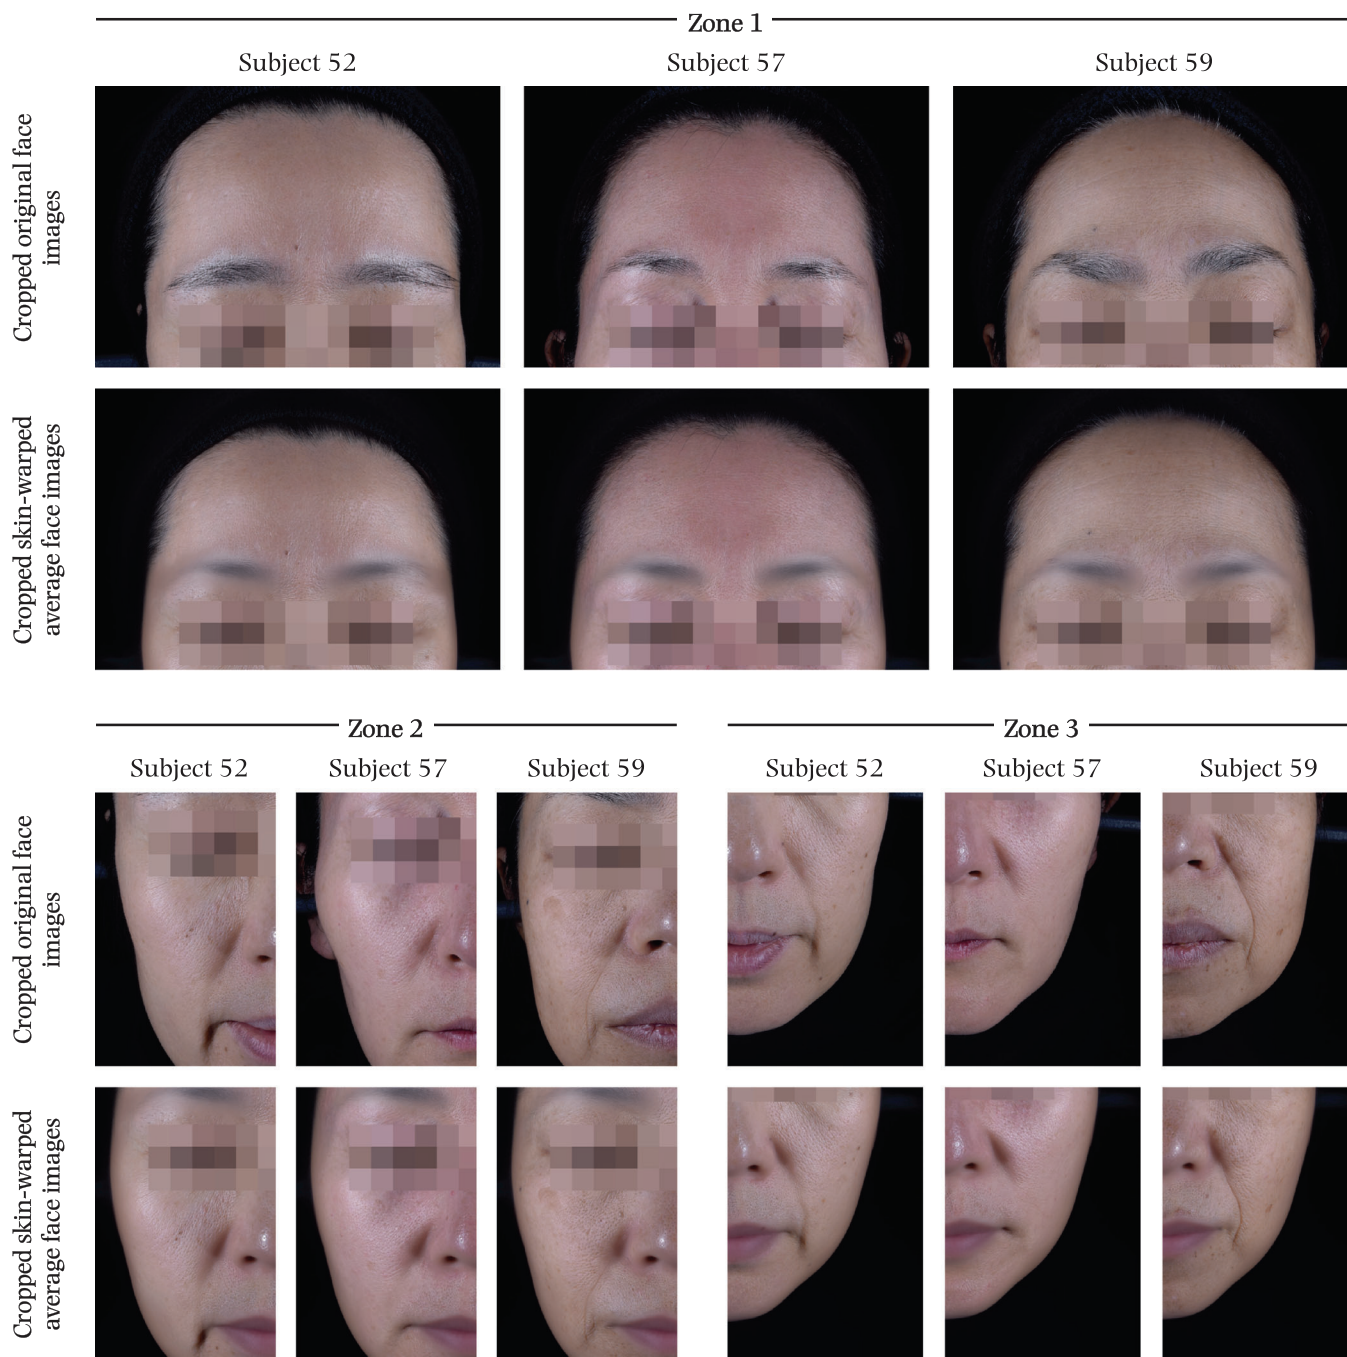 Zone 1
Subject 52
Subject 57
Subject 59
Cropped original face
images
Cropped skin-warped
average face images
Zone 2
Zone 3
Subject 52
Subject 57
Subject 59
Subject 52
Subject 57
Subject 59
Cropped original face
images
Cropped skin-warped
average face images